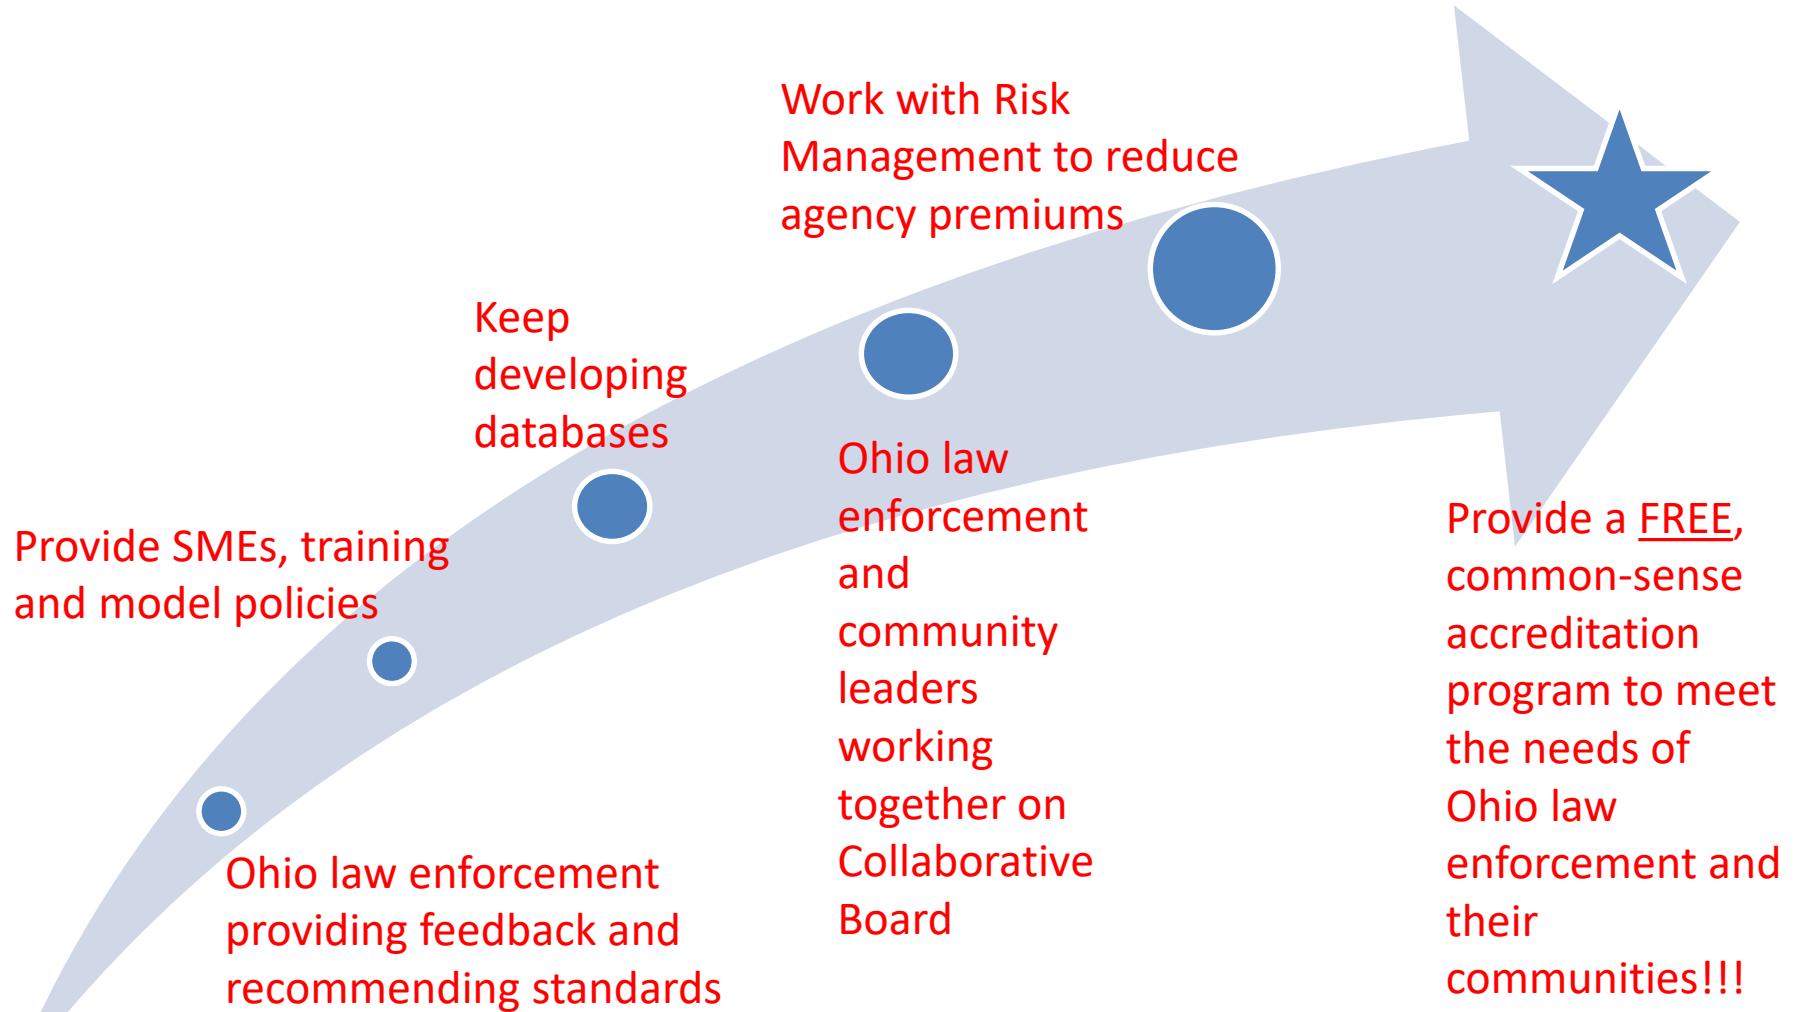 Work with Risk
Management to reduce
agency premiums
Keep
developing
databases
Ohio law
enforcement
and
community
leaders
working
together on
Collaborative
Board
Provide SMEs, training
and model policies
Provide a FREE,
common-sense
accreditation
program to meet
the needs of
Ohio law
enforcement and
their
communities!!!
Ohio law enforcement
providing feedback and
recommending standards